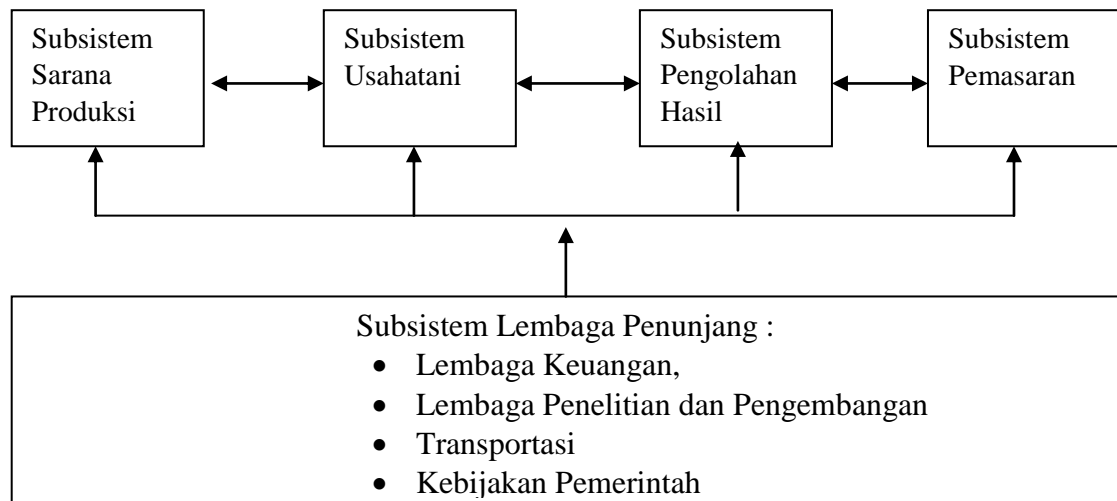 Subsistem
Sarana
Produksi
Subsistem
Usahatani
Subsistem
Pengolahan
Hasil
Subsistem
Pemasaran
Subsistem Lembaga Penunjang :
• Lembaga Keuangan,
• Lembaga Penelitian dan Pengembangan
• Transportasi
• Kebijakan Pemerintah